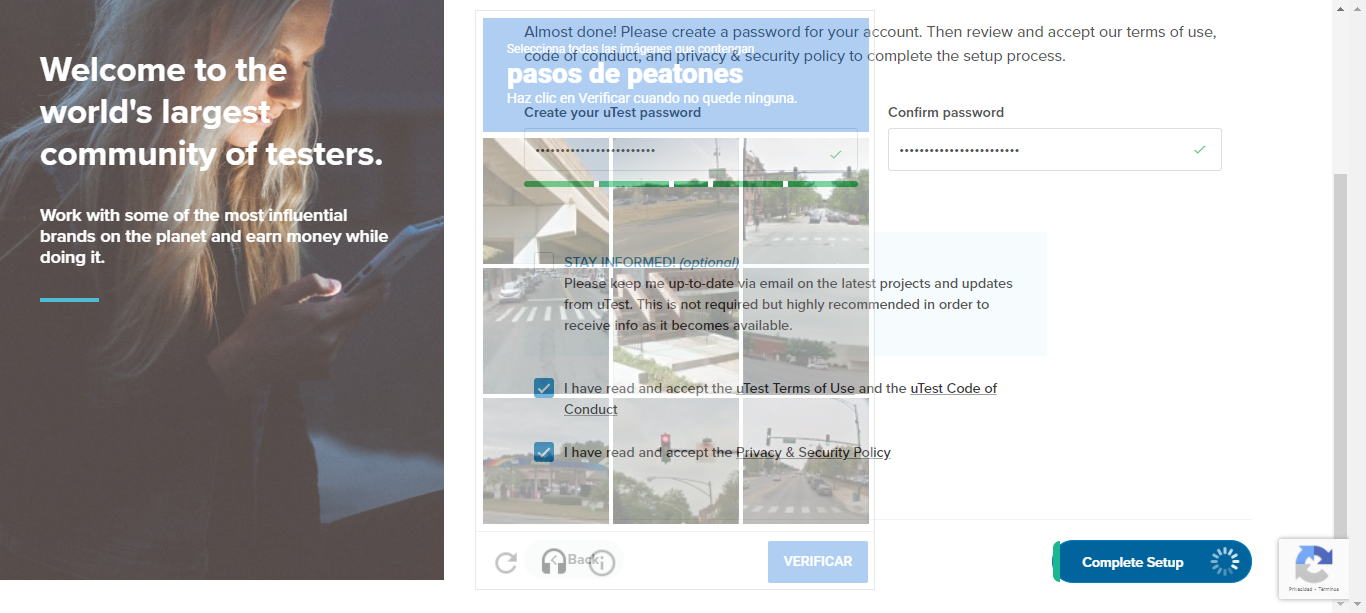 Welcome to the
world's largest
community of testers.
Work with some of the most influential
brands on the planet and earn money while
doing it.
Almost done! Please create a password for your account. Then review and accept our terms of use,
code of conduct, and privacy & security policy to complete the setup process.
Selecciona todas las imágenes que contengan
pasos de peatones
Haz clic en Verificar cuando no quede ninguna.
Create your uTest password
Confirm password
STAY INFORMED! (optional)
Please keep me up-to-date via email on the latest projects and updates
from uTest. This is not required but highly recommended in order to
receive info as it becomes available.
I have read and accept the uTest Terms of Use and the uTest Code of
Conduct
I have read and accept the Privacy & Security Policy
Back
VERIFICAR
Complete Setup
Privacidad - Términos